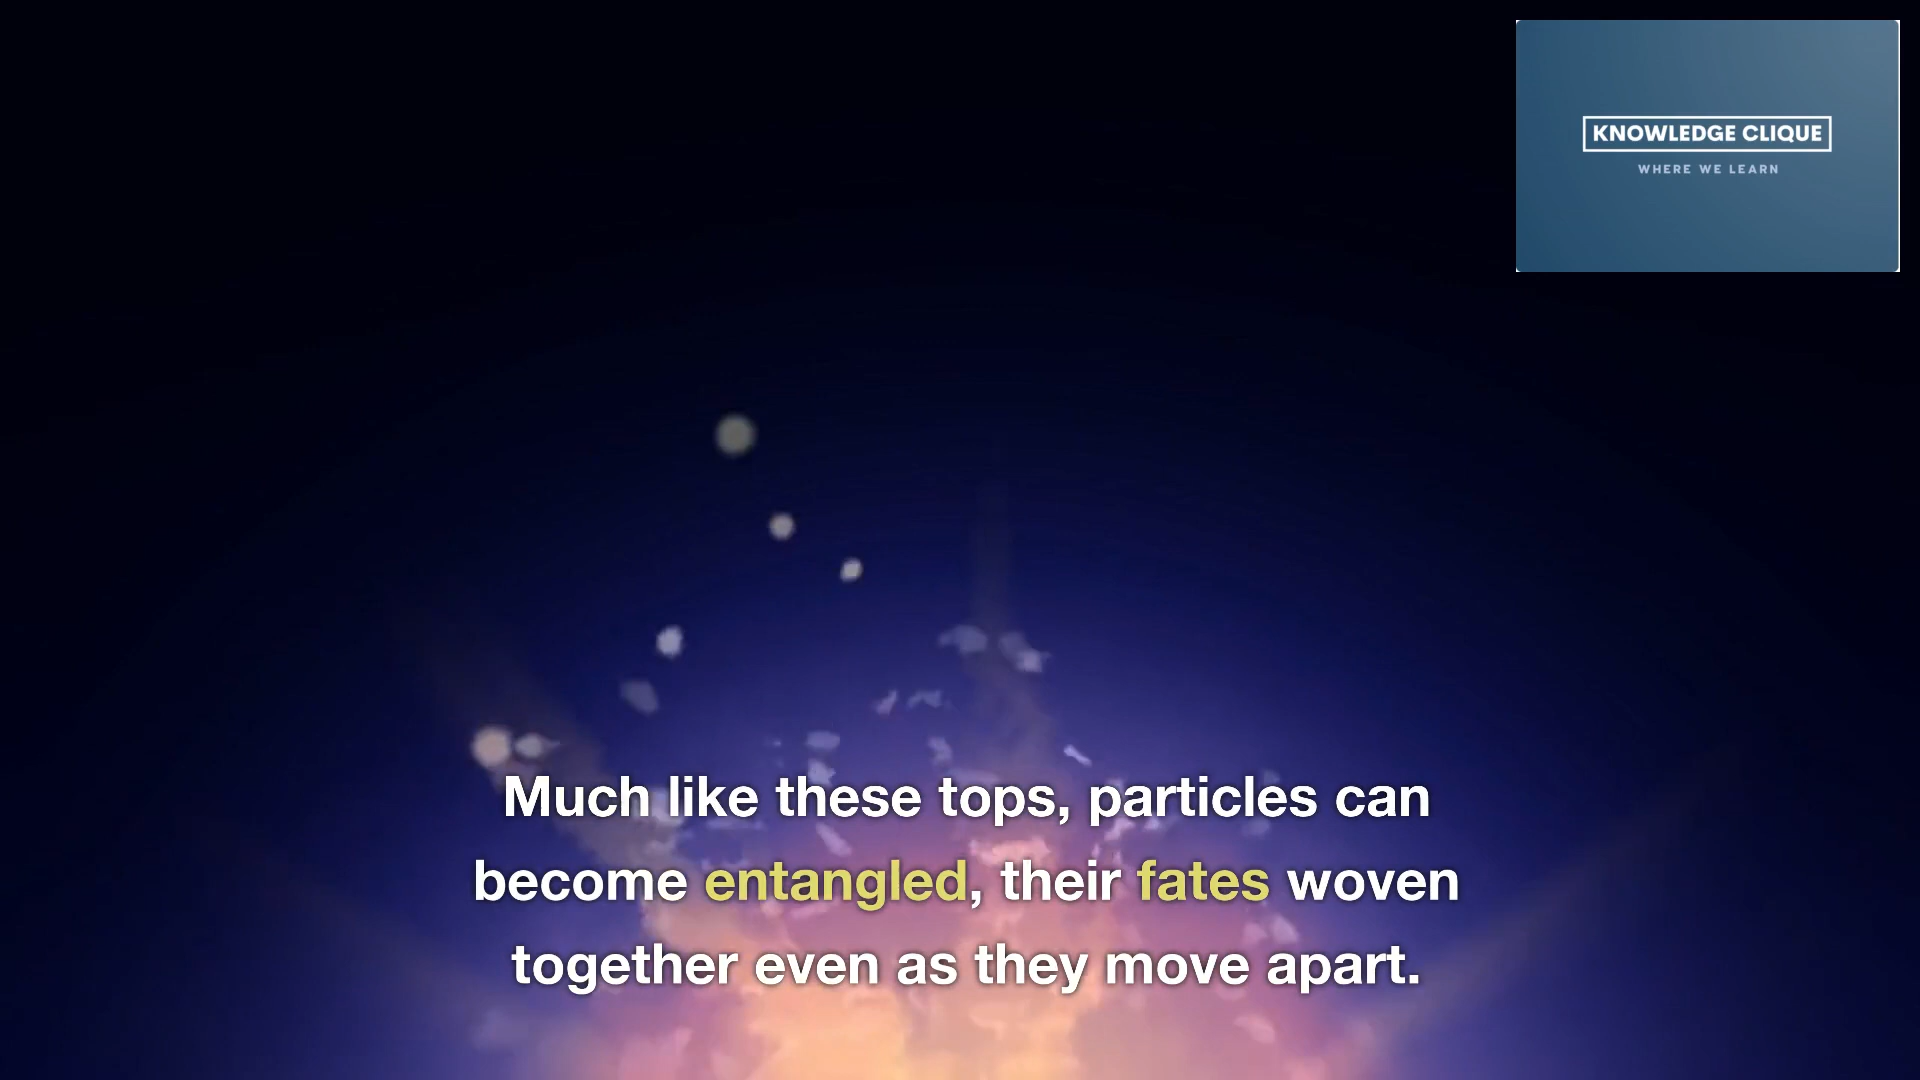 KNOWLEDGE CLIQUE
WHERE WE LEARN
Much like these tops, particles can
become entangled, their fates woven
together even as they move apart.